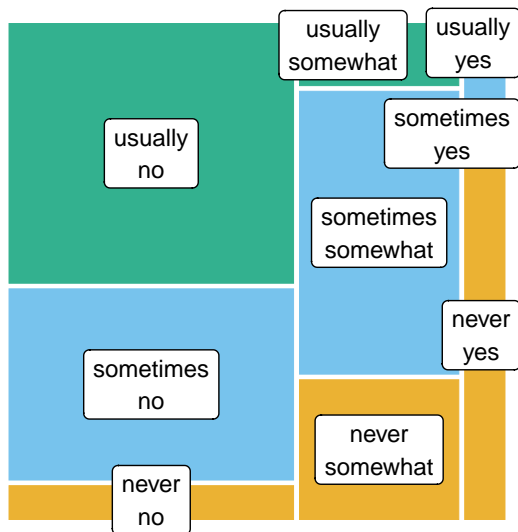 usually
somewhat
usually
yes
sometimes
yes
usually
no
sometimes
somewhat
never
yes
sometimes
no
never
somewhat
never
no